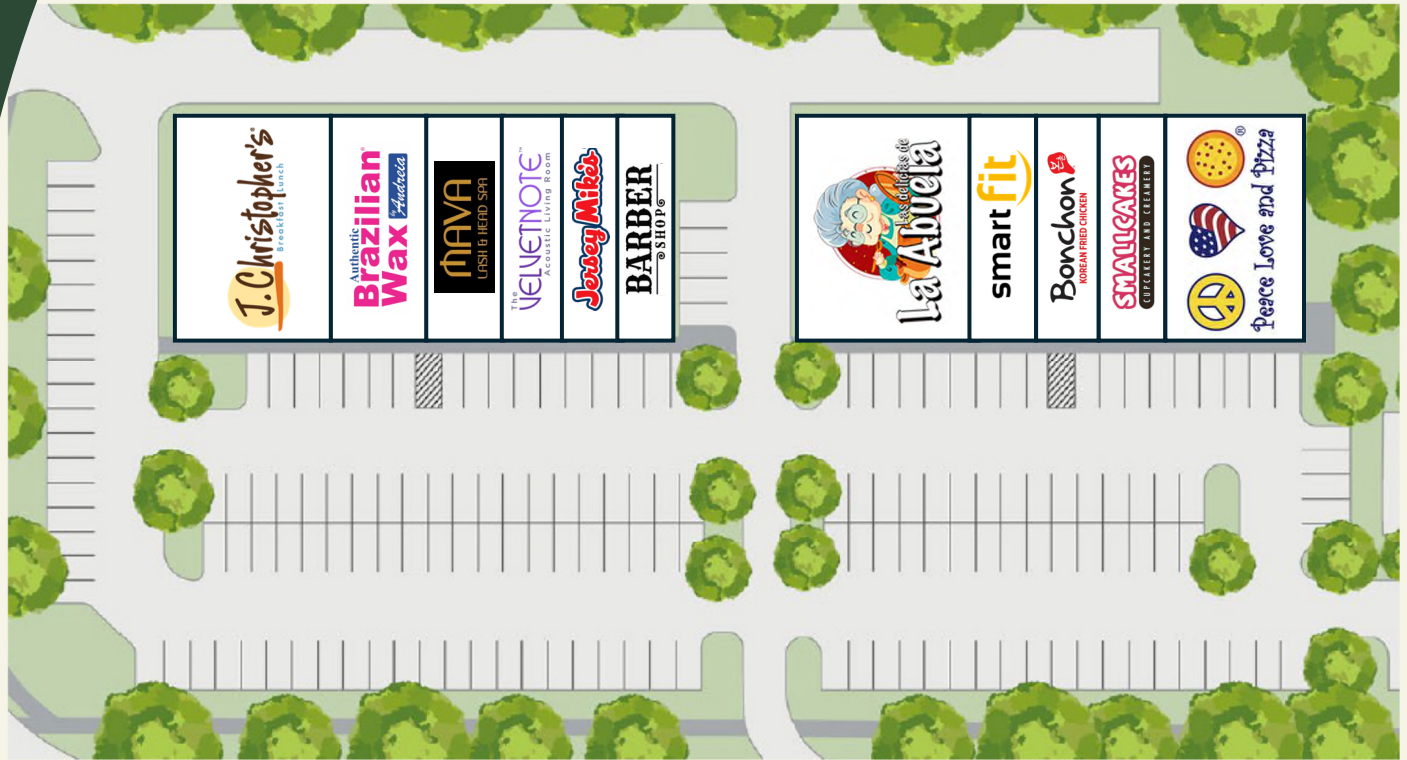 J.Christopher's
Breakfast Lunch
Authentic
Brazilian
Wax by Andreia
MAVA
LASH & HEAD SPA
The
VELVETNOTE™
Acoustic Living Room
Jersey Mike's
BARBER
SHOP
Las delicias de
La Abuela
smart fit
Bonchon
KOREAN FRIED CHICKEN
SMALLCAKES
CUPCAKERY AND CREAMERY
®
Peace Love and Pizza